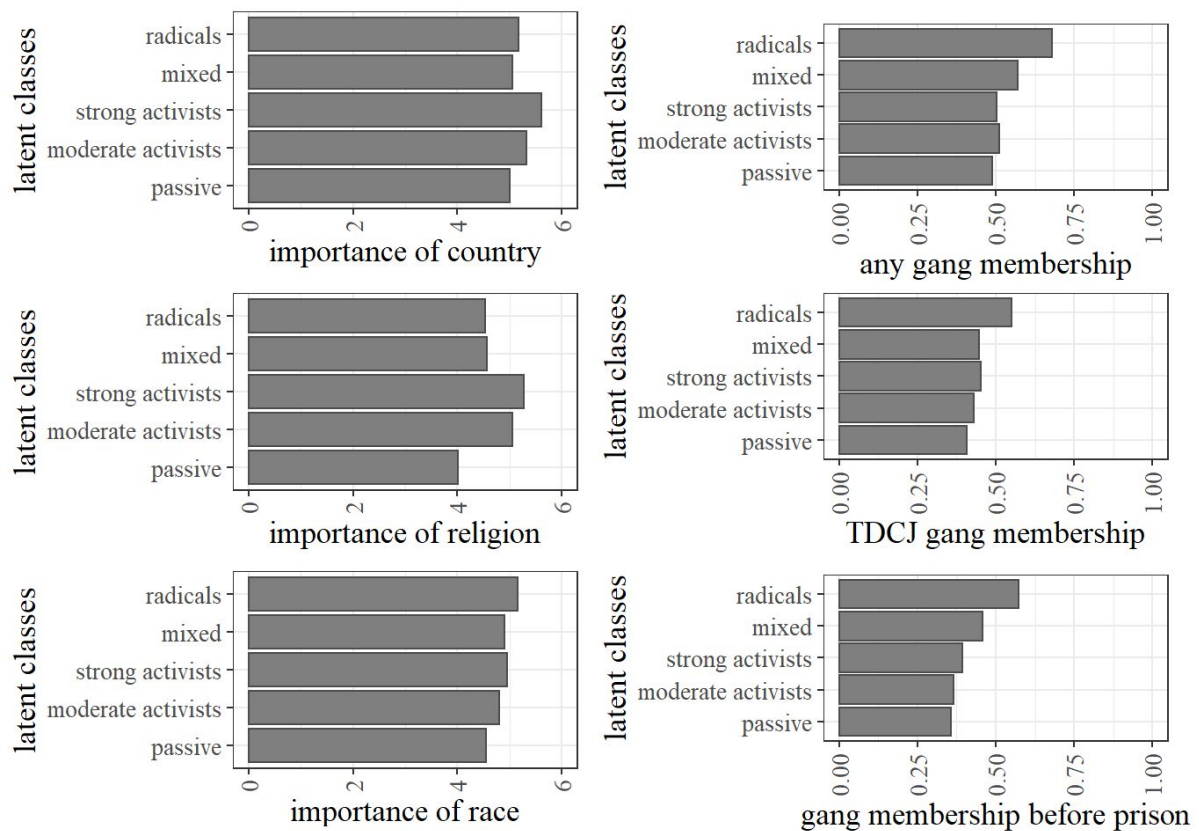 latent classes
radicals
mixed
strong activists
moderate activists
passive
0
2
4
6
importance of country
latent classes
radicals
mixed
strong activists
moderate activists
passive
0.00
0.25
0.50
0.75
1.00
any gang membership
latent classes
radicals
mixed
strong activists
moderate activists
passive
0
2
4
6
importance of religion
latent classes
radicals
mixed
strong activists
moderate activists
passive
0.00
0.25
0.50
0.75
1.00
TDCJ gang membership
latent classes
radicals
mixed
strong activists
moderate activists
passive
0
2
4
6
importance of race
latent classes
radicals
mixed
strong activists
moderate activists
passive
0.00
0.25
0.50
0.75
1.00
gang membership before prison